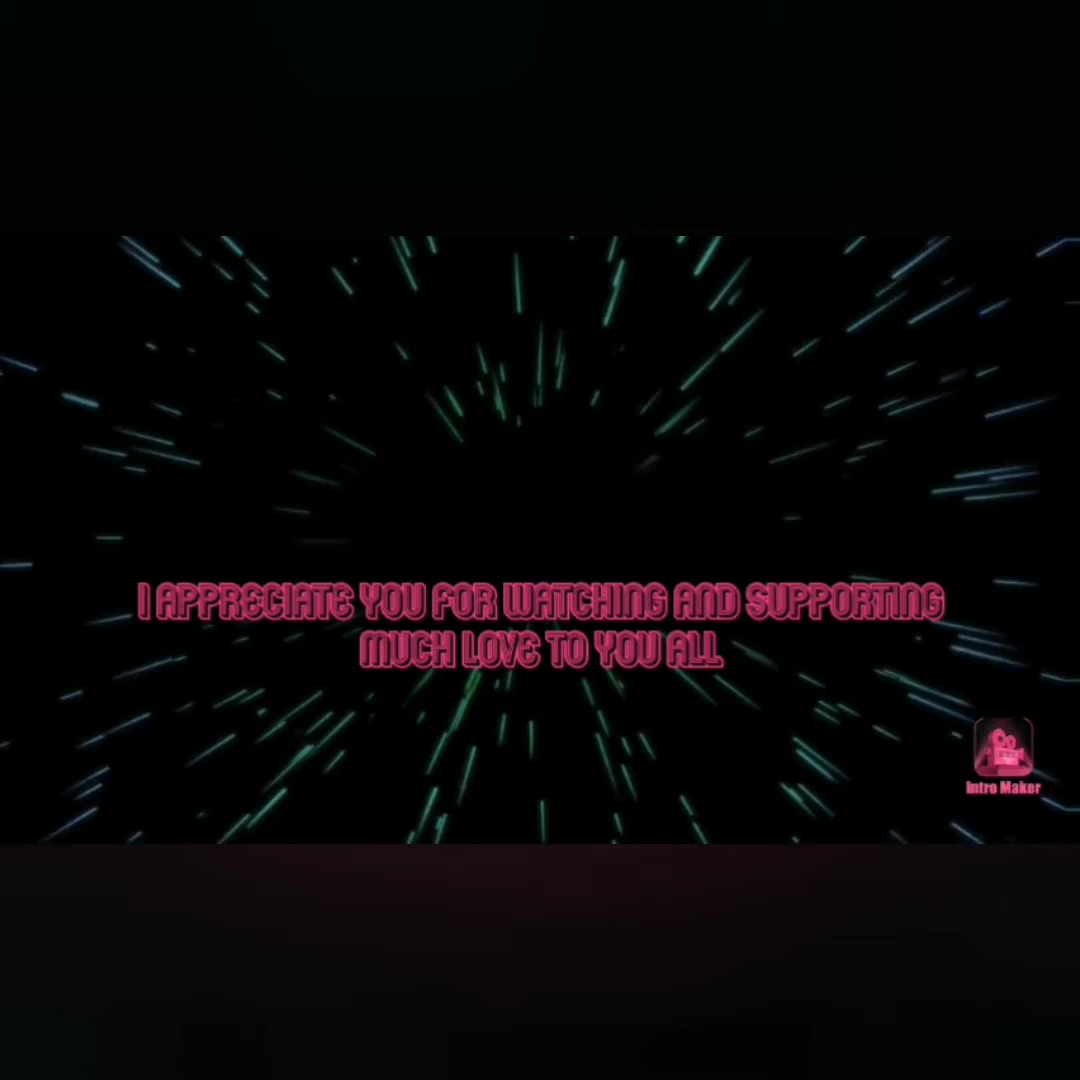 I APPRECIATE YOU FOR WATCHING AND SUPPORTING
MUCH LOVE TO YOU ALL
Intro Maker